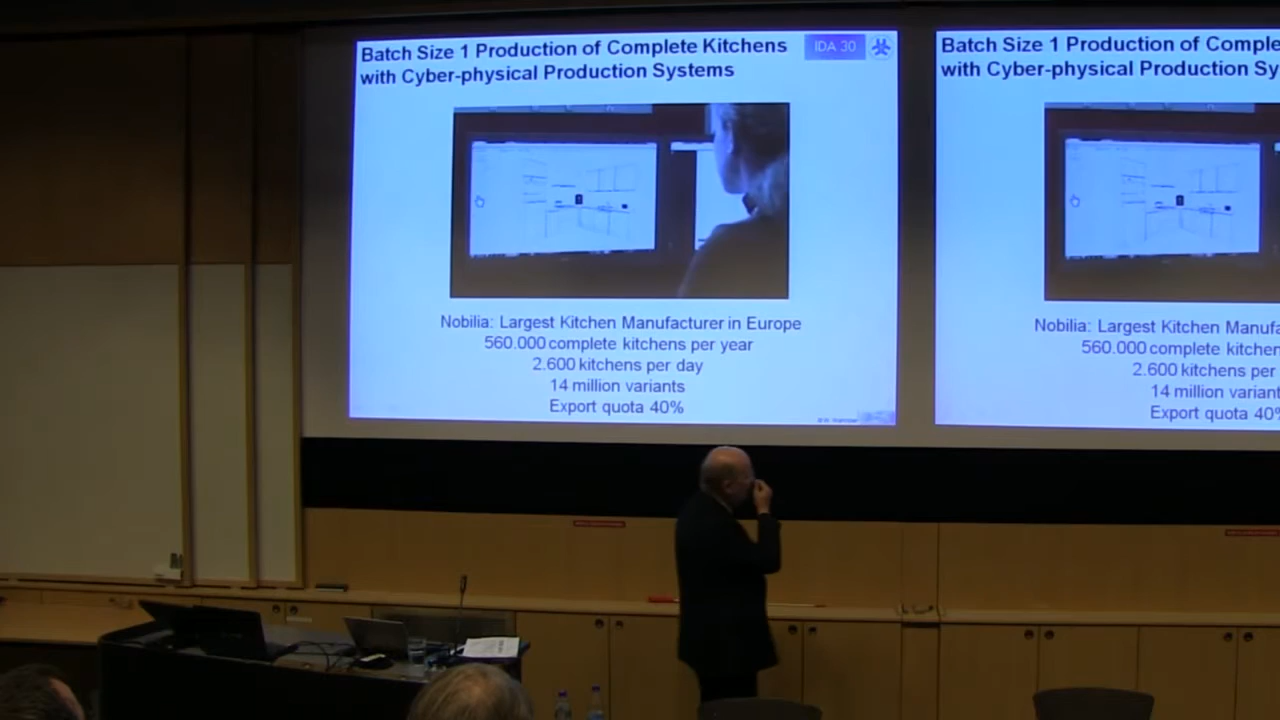 Batch Size 1 Production of Complete Kitchens
with Cyber-physical Production Systems
IDA 30
Nobilia: Largest Kitchen Manufacturer in Europe
560.000 complete kitchens per year
2.600 kitchens per day
14 million variants
Export quota 40%
Batch Size 1 Production of Comple
with Cyber-physical Production Sy
Nobilia: Largest Kitchen Manufa
560.000 complete kitchen
2.600 kitchens per
14 million variant
Export quota 40%